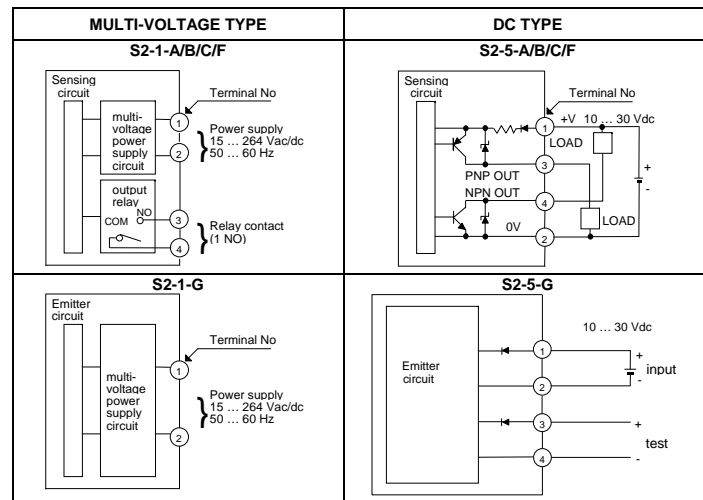 MULTI-VOLTAGE TYPE
DC TYPE
S2-1-A/B/C/F
Sensing
circuit
Terminal No
multi-
voltage
power
supply
circuit
1
2
} Power supply
15 ... 264 Vac/dc
50 ... 60 Hz
output
relay
COM NO
3
4
} Relay contact
(1 NO)
S2-5-A/B/C/F
Sensing
circuit
Terminal No
1 +V 10 ... 30 Vdc
LOAD
3
PNP OUT
NPN OUT
4
+
-
LOAD
0V
2
S2-1-G
Emitter
circuit
Terminal No
multi-
voltage
power
supply
circuit
1
2
} Power supply
15 ... 264 Vac/dc
50 ... 60 Hz
S2-5-G
10 ... 30 Vdc
Emitter
circuit
1
+
input
2
-
3
+
test
4
-